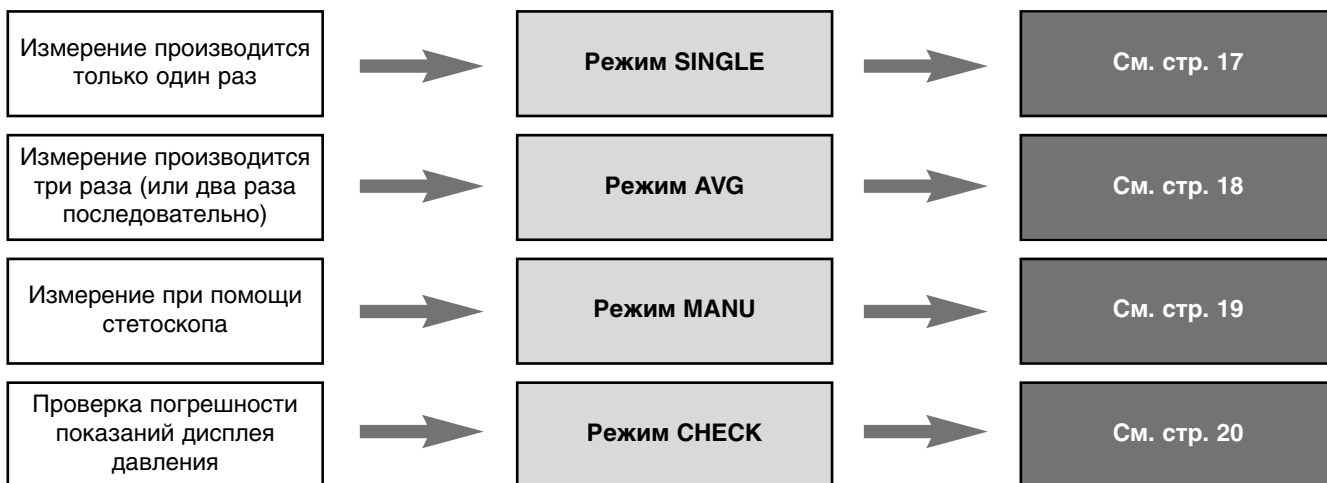 Измерение производится
только один раз
Режим SINGLE
См. стр. 17
Измерение производится
три раза (или два раза
последовательно)
Режим AVG
См. стр. 18
Измерение при помощи
стетоскопа
Режим MANU
См. стр. 19
Проверка погрешности
показаний дисплея
давления
Режим CHECK
См. стр. 20